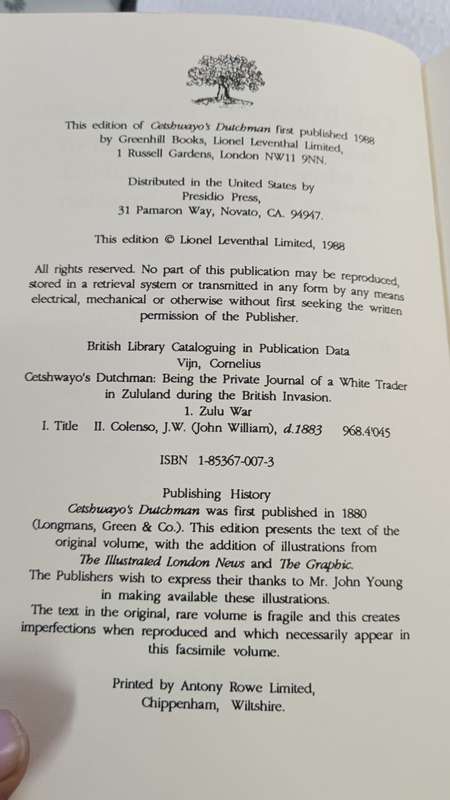 This edition of Cetshwayo's Dutchman first published 1988
by Greenhill Books, Lionel Leventhal Limited,
1 Russell Gardens, London NW11 9NN.
Distributed in the United States by
Presidio Press,
31 Pamaron Way, Novato, CA. 94947.
This edition © Lionel Leventhal Limited, 1988
All rights reserved. No part of this publication may be reproduced,
stored in a retrieval system or transmitted in any form by any means
electrical, mechanical or otherwise without first seeking the written
permission of the Publisher.
British Library Cataloguing in Publication Data
Vijn, Cornelius
Cetshwayo's Dutchman: Being the Private Journal of a White Trader
in Zululand during the British Invasion.
1. Zulu War
I. Title II. Colenso, J.W. (John William), d.1883 968.4'045
ISBN 1-85367-007-3
Publishing History
Cetshwayo's Dutchman was first published in 1880
(Longmans, Green & Co.). This edition presents the text of the
original volume, with the addition of illustrations from
The Illustrated London News and The Graphic.
The Publishers wish to express their thanks to Mr. John Young
in making available these illustrations.
The text in the original, rare volume is fragile and this creates
imperfections when reproduced and which necessarily appear in
this facsimile volume.
Printed by Antony Rowe Limited,
Chippenham, Wiltshire.